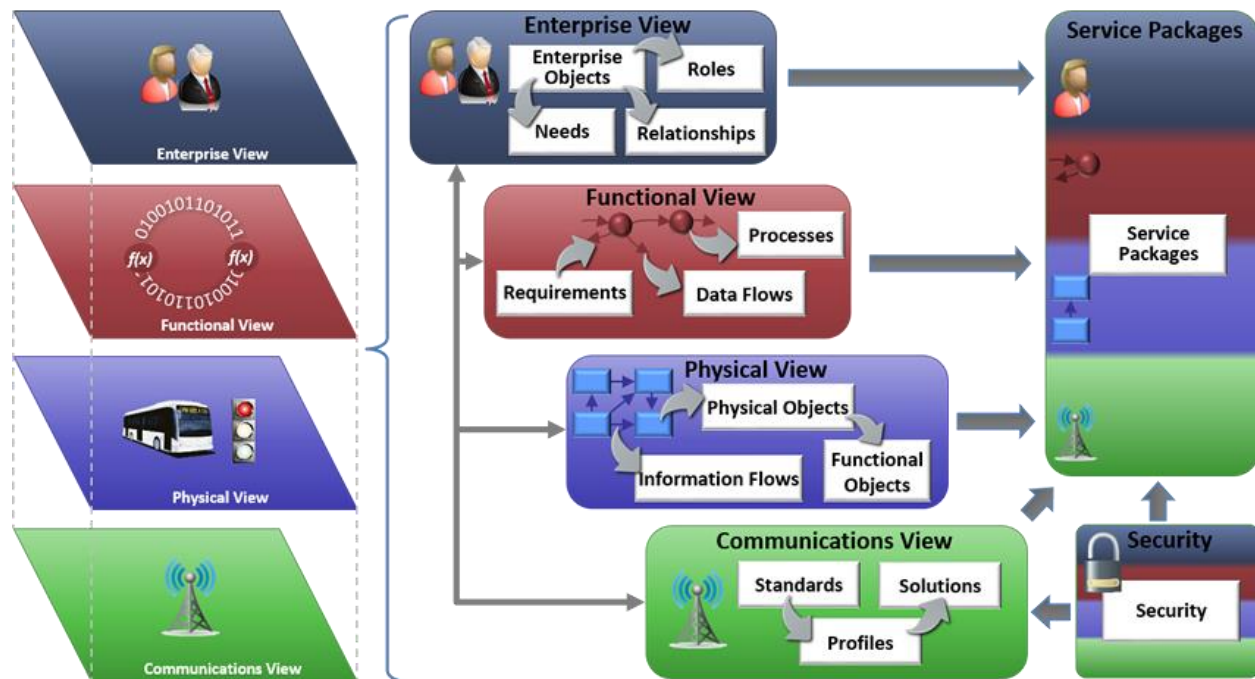 Enterprise View
Functional View
Physical View
Communications View
0100101101011
f(x)
f(x)
Enterprise View
Enterprise
Objects
Roles
Needs
Relationships
Functional View
Processes
Requirements
Data Flows
Physical View
Physical Objects
Information Flows
Functional
Objects
Communications View
Standards
Solutions
Profiles
Service Packages
Service
Packages
Security
Security